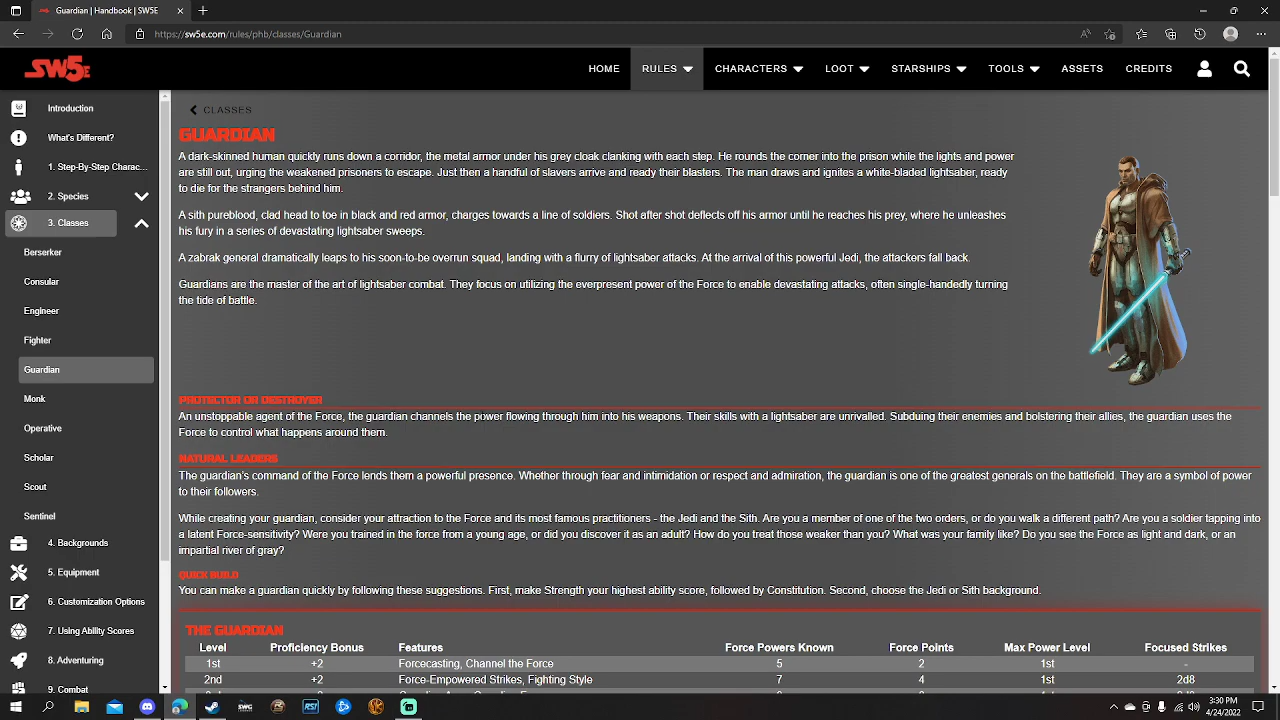 Guardian | Handbook | SW5E
https://sw5e.com/rules/phb/classes/Guardian
SW5E
HOME
RULES
CHARACTERS
LOOT
STARSHIPS
TOOLS
ASSETS
CREDITS
Introduction
What's Different?
1. Step-By-Step Charac...
2. Species
3. Classes
Berserker
Consular
Engineer
Fighter
Guardian
Monk
Operative
Scholar
Scout
Sentinel
4. Backgrounds
5. Equipment
6. Customization Options
7. Using Ability Scores
8. Adventuring
9. Combat
CLASSES
GUARDIAN
A dark-skinned human quickly runs down a corridor, the metal armor under his grey cloak clanking with each step. He rounds the corner into the prison while the lights and power
are still out, urging the weakened prisoners to escape. Just then a handful of slavers arrive and ready their blasters. The man draws and ignites a white-bladed lightsaber, ready
to die for the strangers behind him.
A sith pureblood, clad head to toe in black and red armor, charges towards a line of soldiers. Shot after shot deflects off his armor until he reaches his prey, where he unleashes
his fury in a series of devastating lightsaber sweeps.
A zabrak general dramatically leaps to his soon-to-be overrun squad, landing with a flurry of lightsaber attacks. At the arrival of this powerful Jedi, the attackers fall back.
Guardians are the master of the art of lightsaber combat. They focus on utilizing the everpresent power of the Force to enable devastating attacks, often single-handedly turning
the tide of battle.
PROTECTOR OR DESTROYER
An unstoppable agent of the Force, the guardian channels the power flowing through him into his weapons. Their skills with a lightsaber are unrivalled. Subduing their enemies and bolstering their allies, the guardian uses the
Force to control what happens around them.
NATURAL LEADERS
The guardian's command of the Force lends them a powerful presence. Whether through fear and intimidation or respect and admiration, the guardian is one of the greatest generals on the battlefield. They are a symbol of power
to their followers.
While creating your guardian, consider your attraction to the Force and its most famous practitioners - the Jedi and the Sith. Are you a member of one of the two orders, or do you walk a different path? Are you a soldier tapping into
a latent Force-sensitivity? Were you trained in the force from a young age, or did you discover it as an adult? How do you treat those weaker than you? What was your family like? Do you see the Force as light and dark, or an
impartial river of gray?
QUICK BUILD
You can make a guardian quickly by following these suggestions. First, make Strength your highest ability score, followed by Constitution. Second, choose the Jedi or Sith background.
THE GUARDIAN
Level Proficiency Bonus Features Force Powers Known Force Points Max Power Level Focused Strikes
1st +2 Forcecasting, Channel the Force 5 2 1st -
2nd +2 Force-Empowered Strikes, Fighting Style 7 4 1st 2d8
SWG
RSI
3:30 PM
4/24/2022